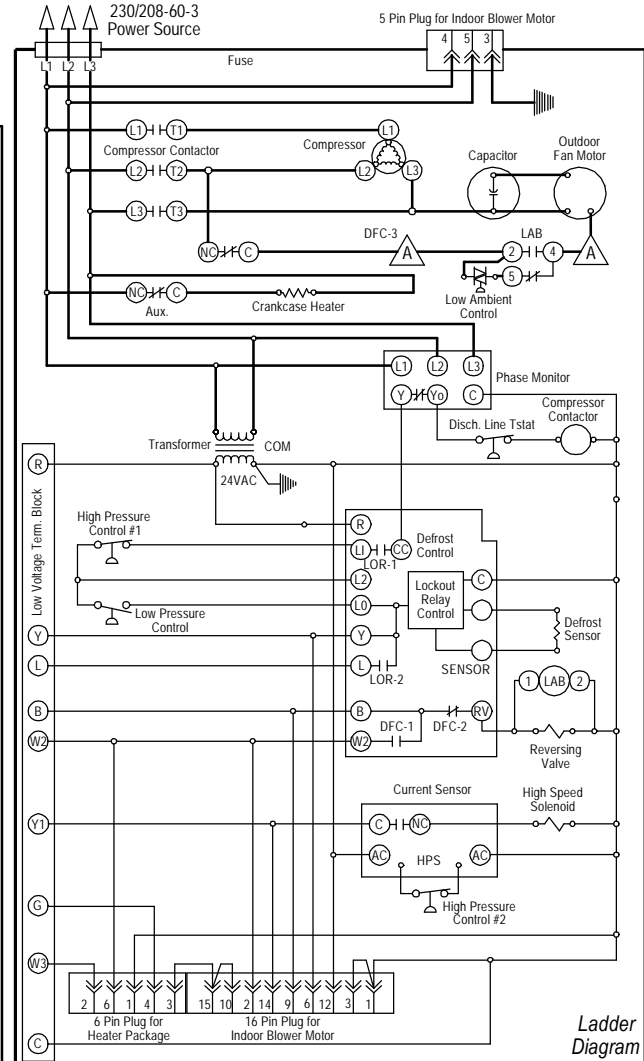 230/208-60-3
Power Source
5 Pin Plug for Indoor Blower Motor
4 5 3
Fuse
L1 L2 L3
L1 T1 L1
Compressor Contactor
Compressor
L2 T2 L2 L3
Capacitor
Outdoor
Fan Motor
L3 T3
DFC-3
LAB
NC C A 2 4 A
5
Low Ambient
Control
NC C
Aux.
Crankcase Heater
L1 L2 L3
Phase Monitor
Y Yo C
Compressor
Contactor
Disch. Line Tstat
Transformer
COM
24VAC
Low Voltage Term. Block
R
High Pressure
Control #1
R
Defrost
Control
LI CC
LOR-1
L2
Lockout
Relay
Control
C
Low Pressure
Control
L0
Defrost
Sensor
Y Y
SENSOR
L L
LOR-2
1 LAB 2
B B
DFC-1 DFC-2 RV
W2 W2
Reversing
Valve
Current Sensor
High Speed
Solenoid
Y1 C NC
AC HPS AC
High Pressure
Control #2
G
W3
2 6 1 4 3 15 10 2 14 9 6 12 3 1
6 Pin Plug for
Heater Package
16 Pin Plug for
Indoor Blower Motor
C
Ladder
Diagram